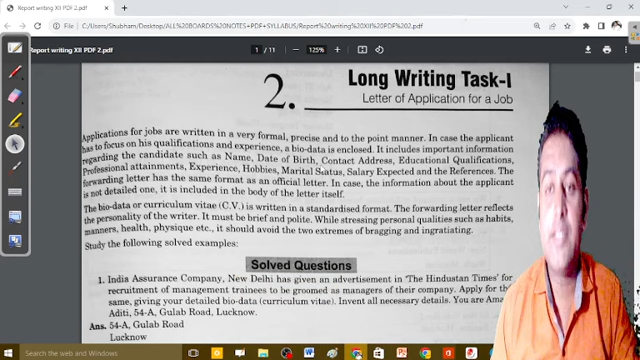 Report writing XII PDF 2.pdf
File | C:/Users/Shubham/Desktop/ALL%20BOARDS%20NOTES+PDF+SYLLABUS/Report%20writing%20XII%20PDF%202.pdf
Report writing XII PDF 2.pdf
1 / 11
125%
2.
Long Writing Task-I
Letter of Application for a Job
Applications for jobs are written in a very formal, precise and to the point manner. In case the applicant
has to focus on his qualifications and experience, a bio-data is enclosed. It includes important information
regarding the candidate such as Name, Date of Birth, Contact Address, Educational Qualifications,
Professional attainments, Experience, Hobbies, Marital Status, Salary Expected and the References. The
forwarding letter has the same format as an official letter. In case, the information about the applicant
is not detailed one, it is included in the body of the letter itself.
The bio-data or curriculum vitae (C.V.) is written in a standardised format. The forwarding letter reflects
the personality of the writer. It must be brief and polite. While stressing personal qualities such as habits,
manners, health, physique etc., it should avoid the two extremes of bragging and ingratiating.
Study the following solved examples:
Solved Questions
1. India Assurance Company, New Delhi has given an advertisement in 'The Hindustan Times' for
recruitment of management trainees to be groomed as managers of their company. Apply for the
same, giving your detailed bio-data (curriculum vitae). Invent all necessary details. You are
Aditi, 54-A, Gulab Road, Lucknow.
Ans. 54-A, Gulab Road
Lucknow
Search the web and Windows